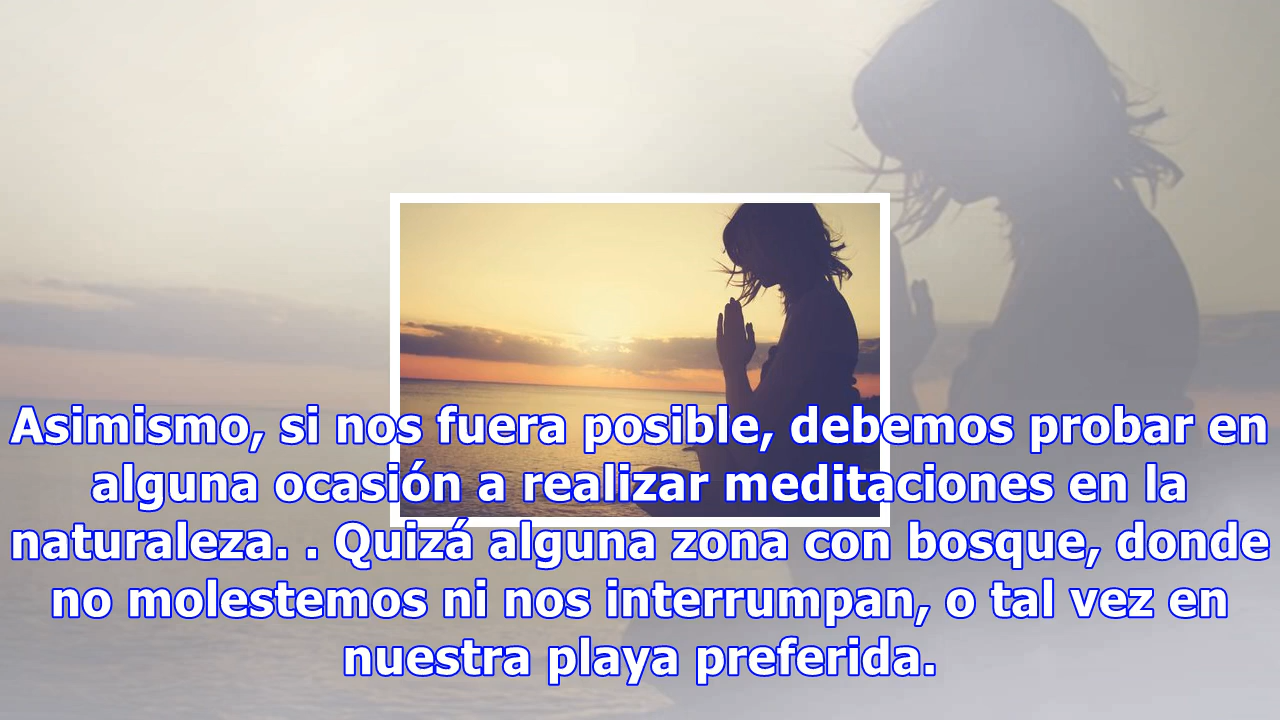 Asimismo, si nos fuera posible, debemos probar en
alguna ocasión a realizar meditaciones en la
naturaleza. . Quizá alguna zona con bosque, donde
no molestemos ni nos interrumpan, o tal vez en
nuestra playa preferida.